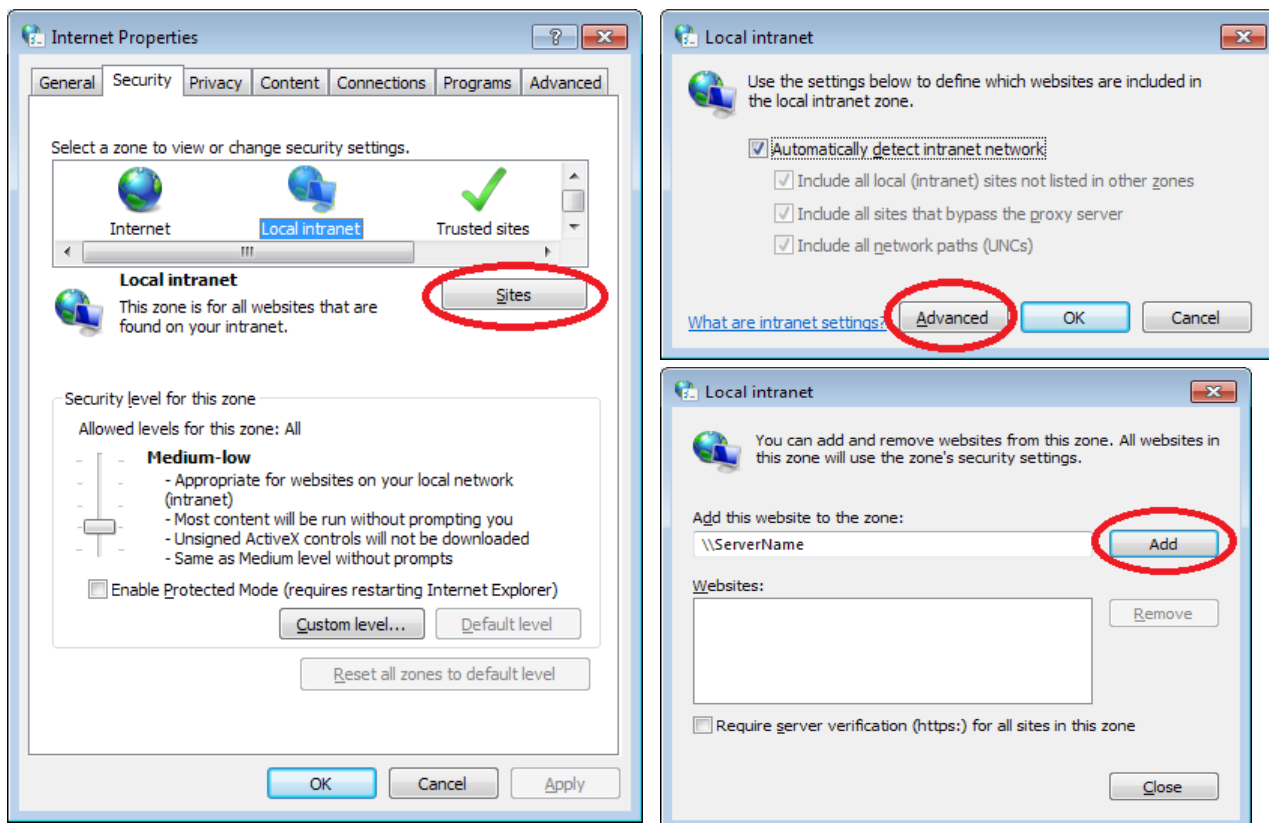 Internet Properties
General Security Privacy Content Connections Programs Advanced
Select a zone to view or change security settings.
Internet Local intranet Trusted sites
Local intranet
This zone is for all websites that are
found on your intranet.
Sites
Security level for this zone
Allowed levels for this zone: All
Medium-low
- Appropriate for websites on your local network
(intranet)
- Most content will be run without prompting you
- Unsigned ActiveX controls will not be downloaded
- Same as Medium level without prompts
Enable Protected Mode (requires restarting Internet Explorer)
Custom level... Default level
Reset all zones to default level
OK Cancel Apply
Local intranet
Use the settings below to define which websites are included in
the local intranet zone.
Automatically detect intranet network
Include all local (intranet) sites not listed in other zones
Include all sites that bypass the proxy server
Include all network paths (UNCs)
What are intranet settings? Advanced OK Cancel
Local intranet
You can add and remove websites from this zone. All websites in
this zone will use the zone's security settings.
Add this website to the zone:
\\ServerName Add
Websites:
Remove
Require server verification (https:) for all sites in this zone
Close